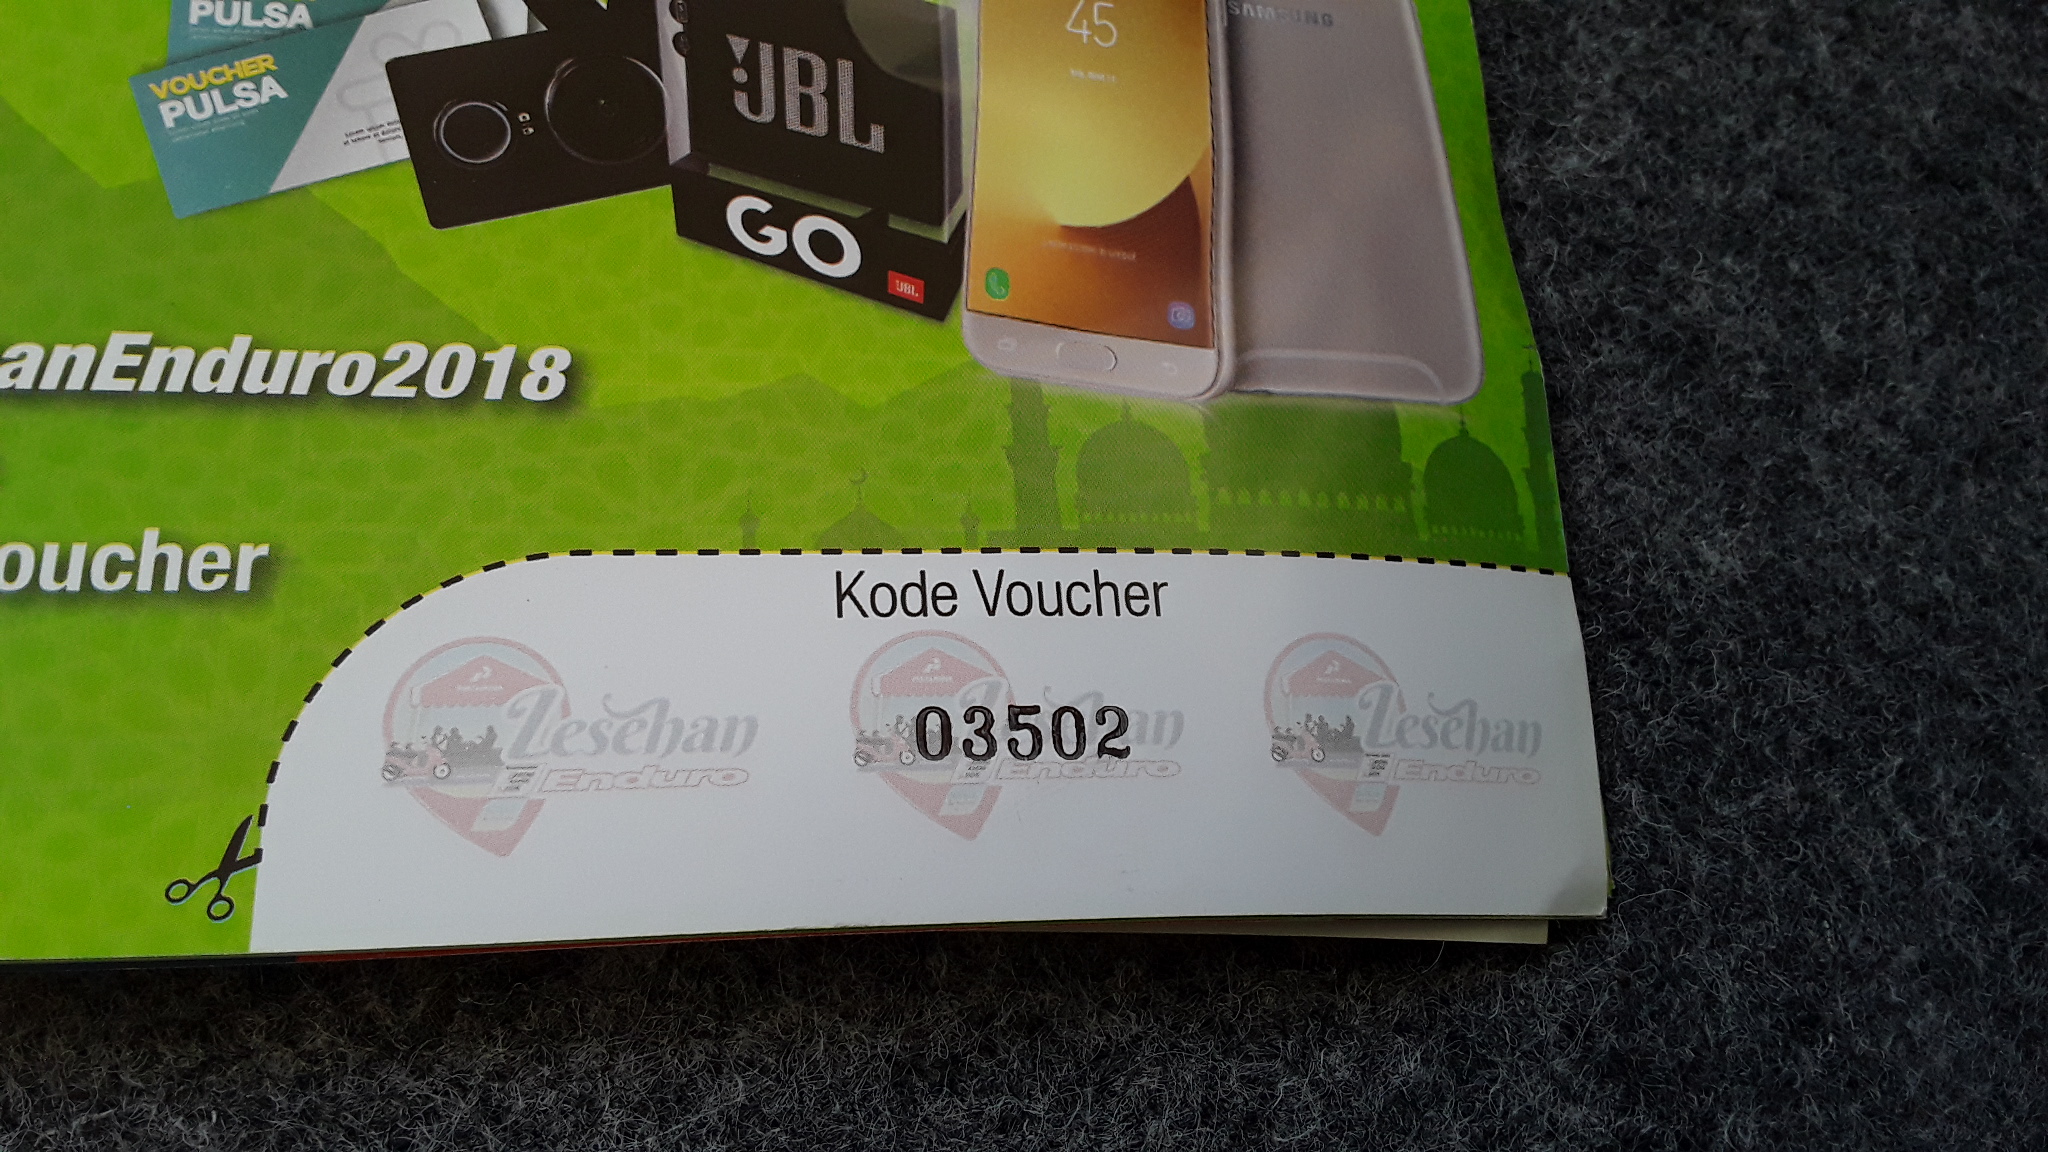 PULSA
VOUCHER
PULSA
JBL
GO
JBL
45
SAMSUNG
anEnduro2018
oucher
Kode Voucher
03502
Lesehan
Enduro
Lesehan
Enduro
Lesehan
Enduro